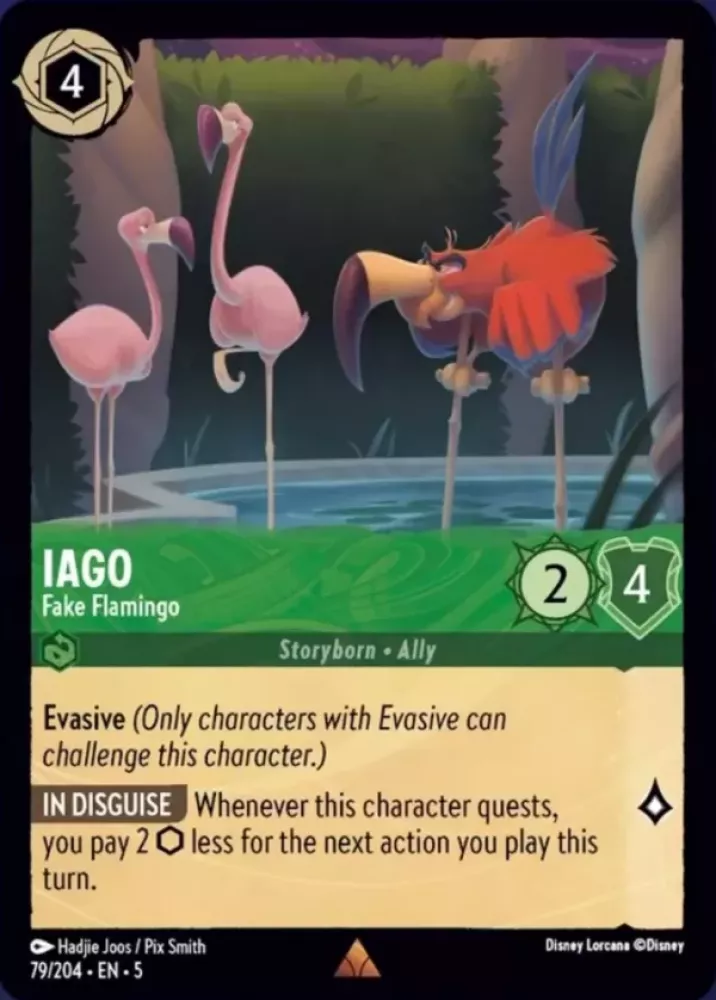 4
IAGO
Fake Flamingo
2
4
Storyborn • Ally
Evasive (Only characters with Evasive can
challenge this character.)
IN DISGUISE Whenever this character quests,
you pay 2 ⬡ less for the next action you play this
turn.
Hadjie Joos / Pix Smith
Disney Lorcana ©Disney
79/204 • EN • 5